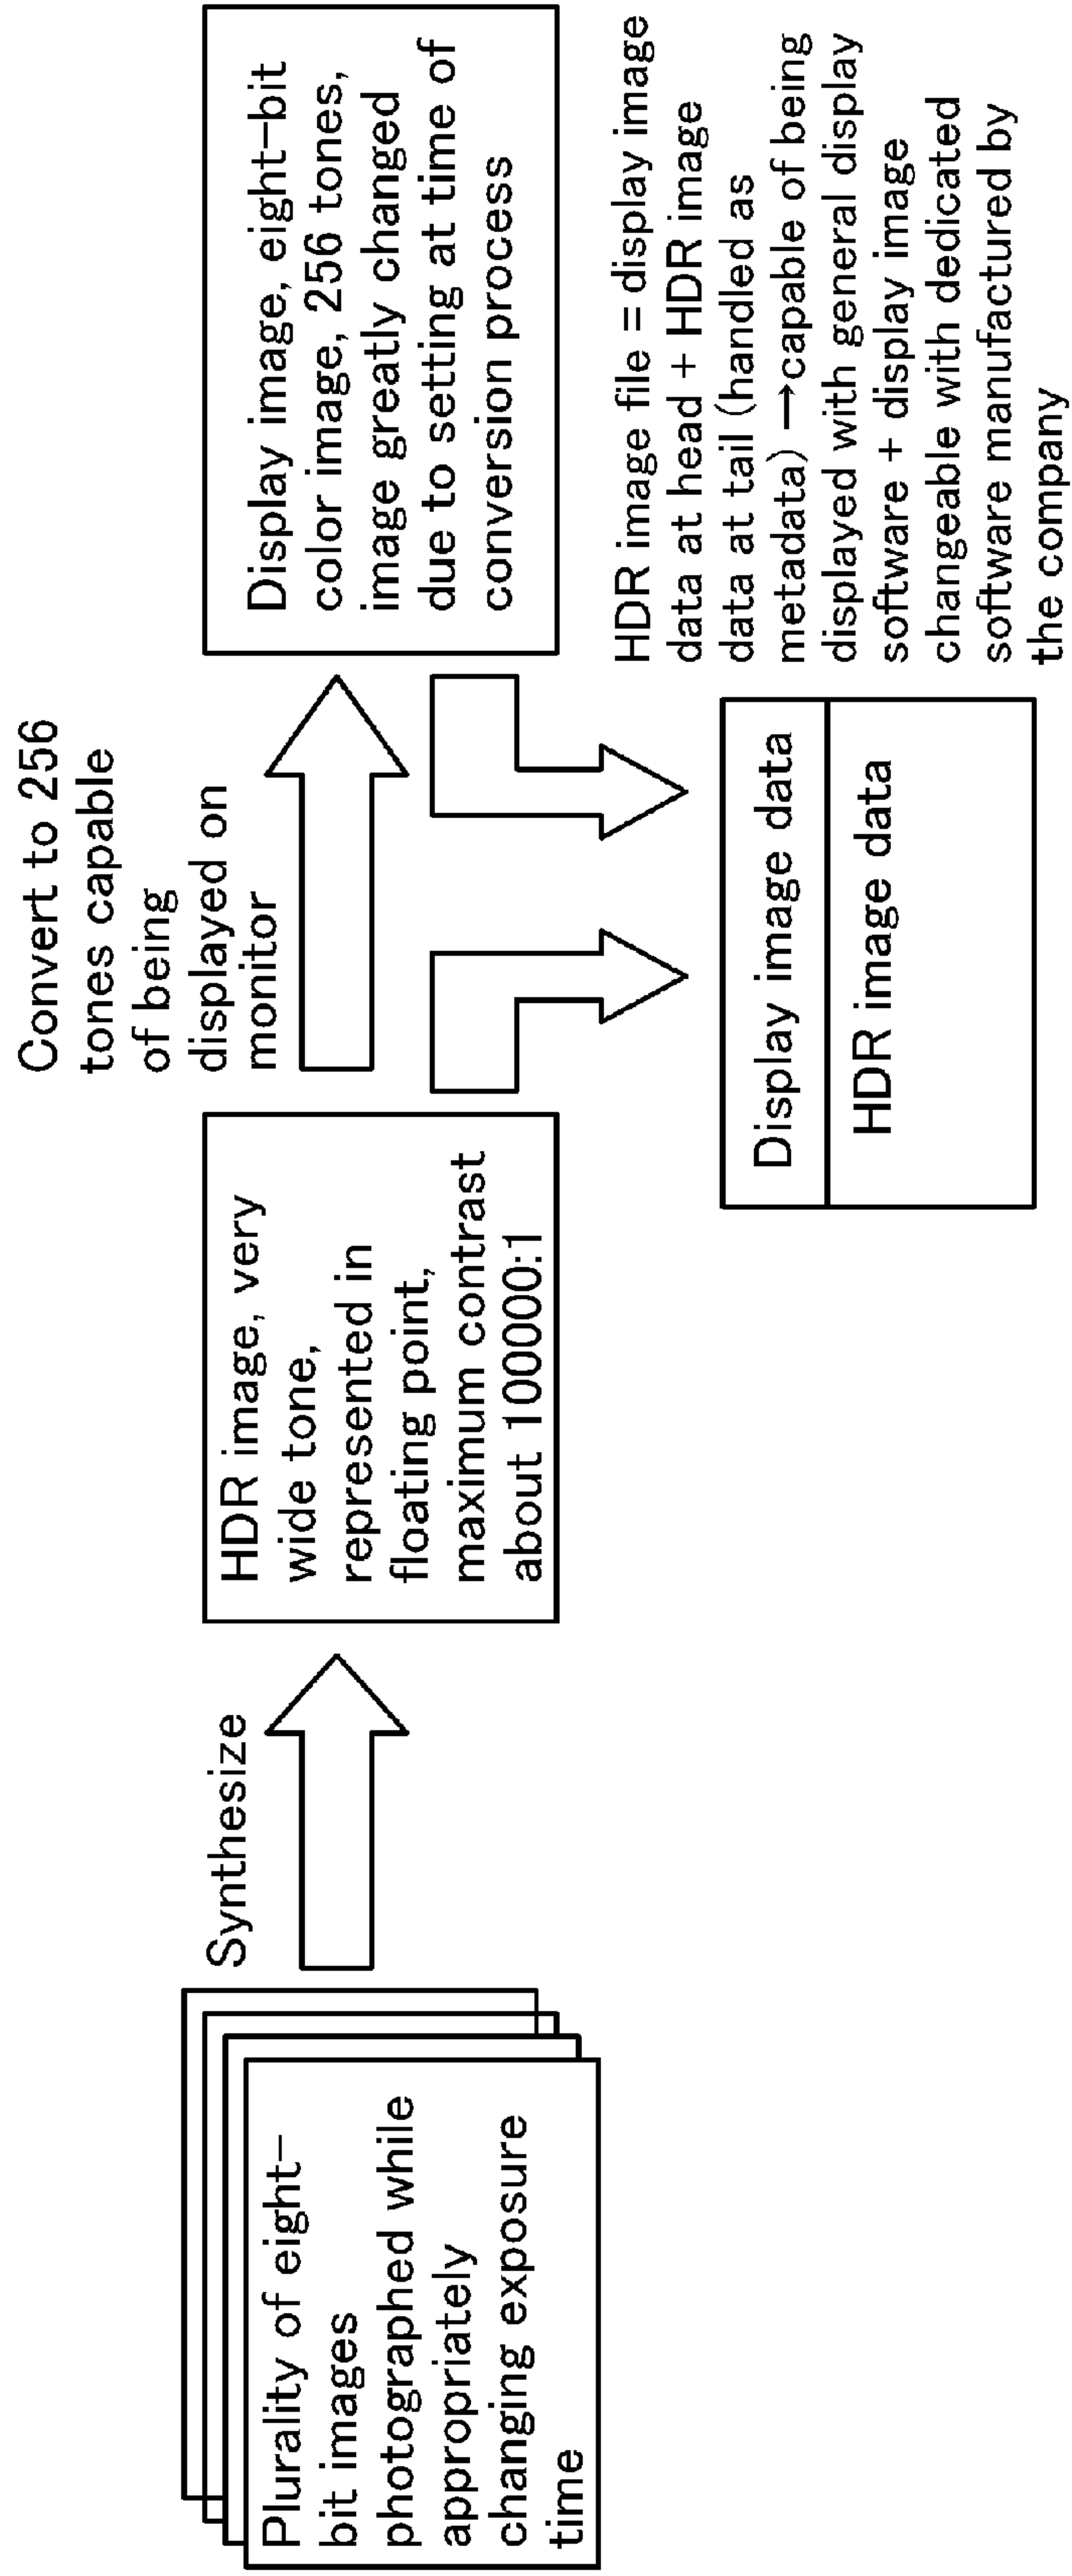 Plurality of eight-
bit images
photographed while
appropriately
changing exposure
time
Synthesize
HDR image, very
wide tone,
represented in
floating point,
maximum contrast
about 100000:1
Convert to 256
tones capable
of being
displayed on
monitor
Display image, eight-bit
color image, 256 tones,
image greatly changed
due to setting at time of
conversion process
Display image data
HDR image data
HDR image file = display image
data at head + HDR image
data at tail (handled as
metadata) →capable of being
displayed with general display
software + display image
changeable with dedicated
software manufactured by
the company